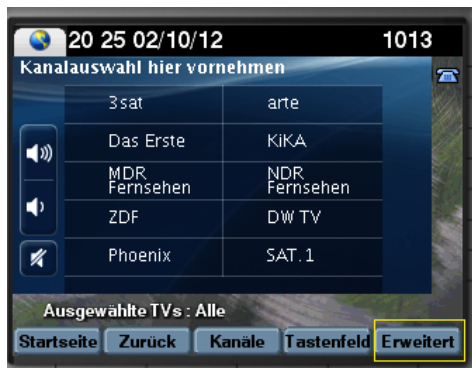 20 25 02/10/12 1013
Kanalauswahl hier vornehmen
3sat arte
Das Erste KiKA
MDR Fernsehen NDR Fernsehen
ZDF DW TV
Phoenix SAT.1
Ausgewählte TVs : Alle
Startseite Zurück Kanäle Tastenfeld Erweitert